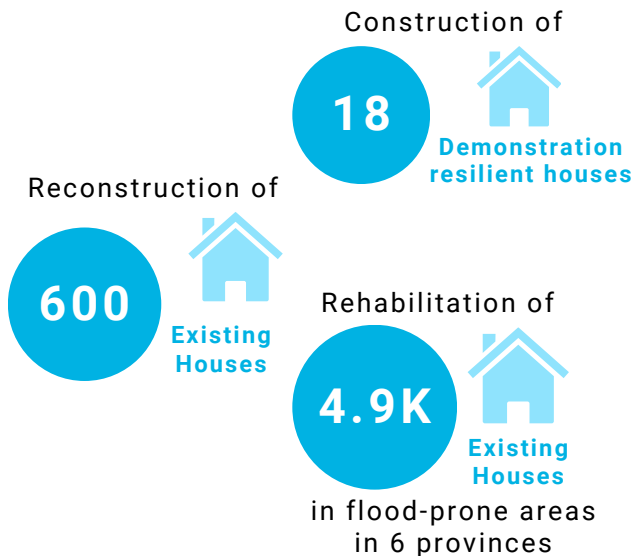 Construction of
18
Demonstration
resilient houses
Reconstruction of
600
Existing
Houses
Rehabilitation of
4.9K
Existing
Houses
in flood-prone areas
in 6 provinces